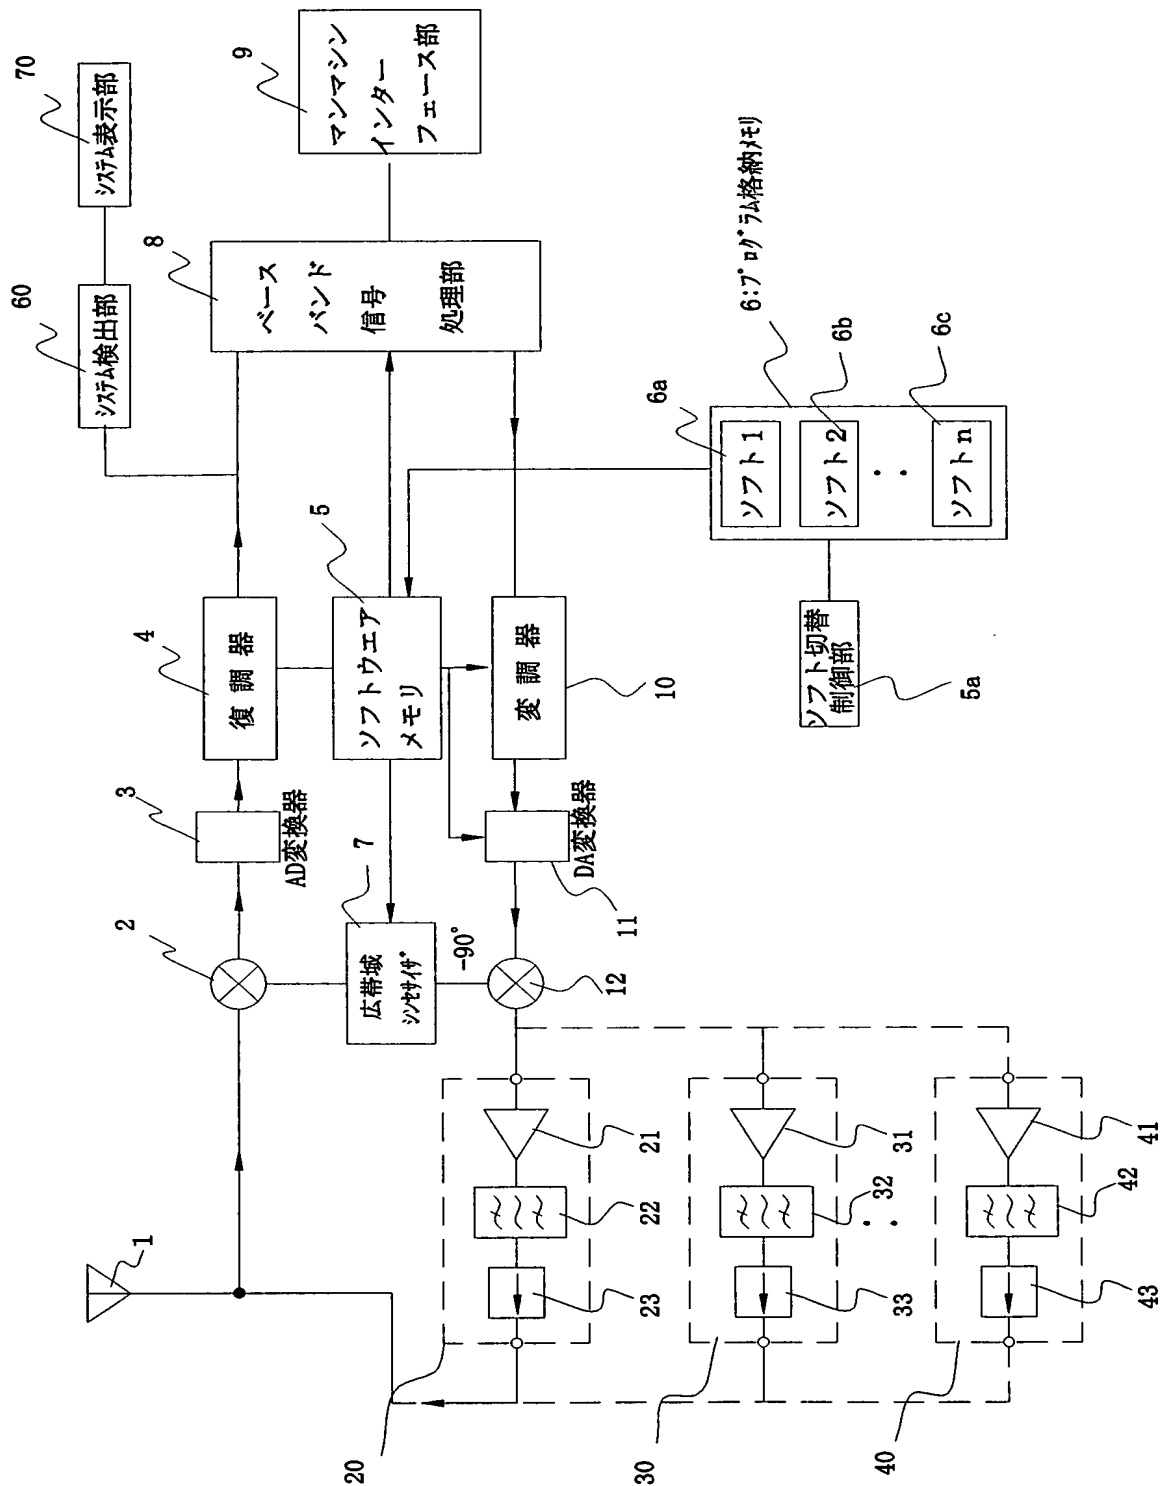 70
システム表示部
60
システム検出部
9
マンマシン
インター
フェース部
8
ベース
バンド
信号
処理部
4
復調器
3
AD変換器
2
5
ソフトウエア
メモリ
7
広帯域
シンセサイザ
-90°
変調器
10
DA変換器
11
12
6:プログラム格納メモリ
6a
ソフト1
6b
ソフト2
:
6c
ソフトn
ソフト切替
制御部
5a
1
20
21
22
23
30
31
32
33
:
40
41
42
43